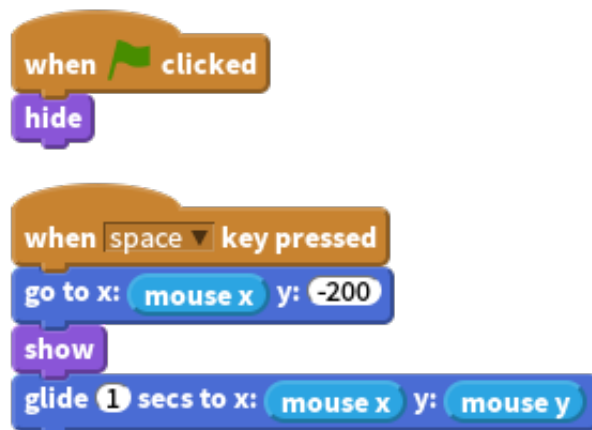 when clicked
hide
when space key pressed
go to x: mouse x y: -200
show
glide 1 secs to x: mouse x y: mouse y